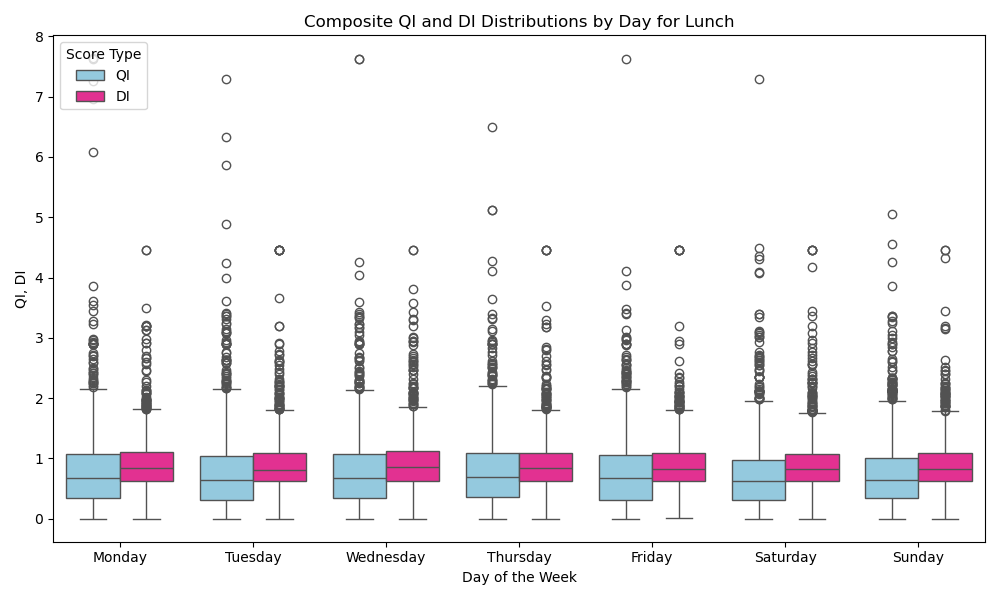 Composite QI and DI Distributions by Day for Lunch
Score Type
QI
DI
QI, DI
8
7
6
5
4
3
2
1
0
Monday Tuesday Wednesday Thursday Friday Saturday Sunday
Day of the Week